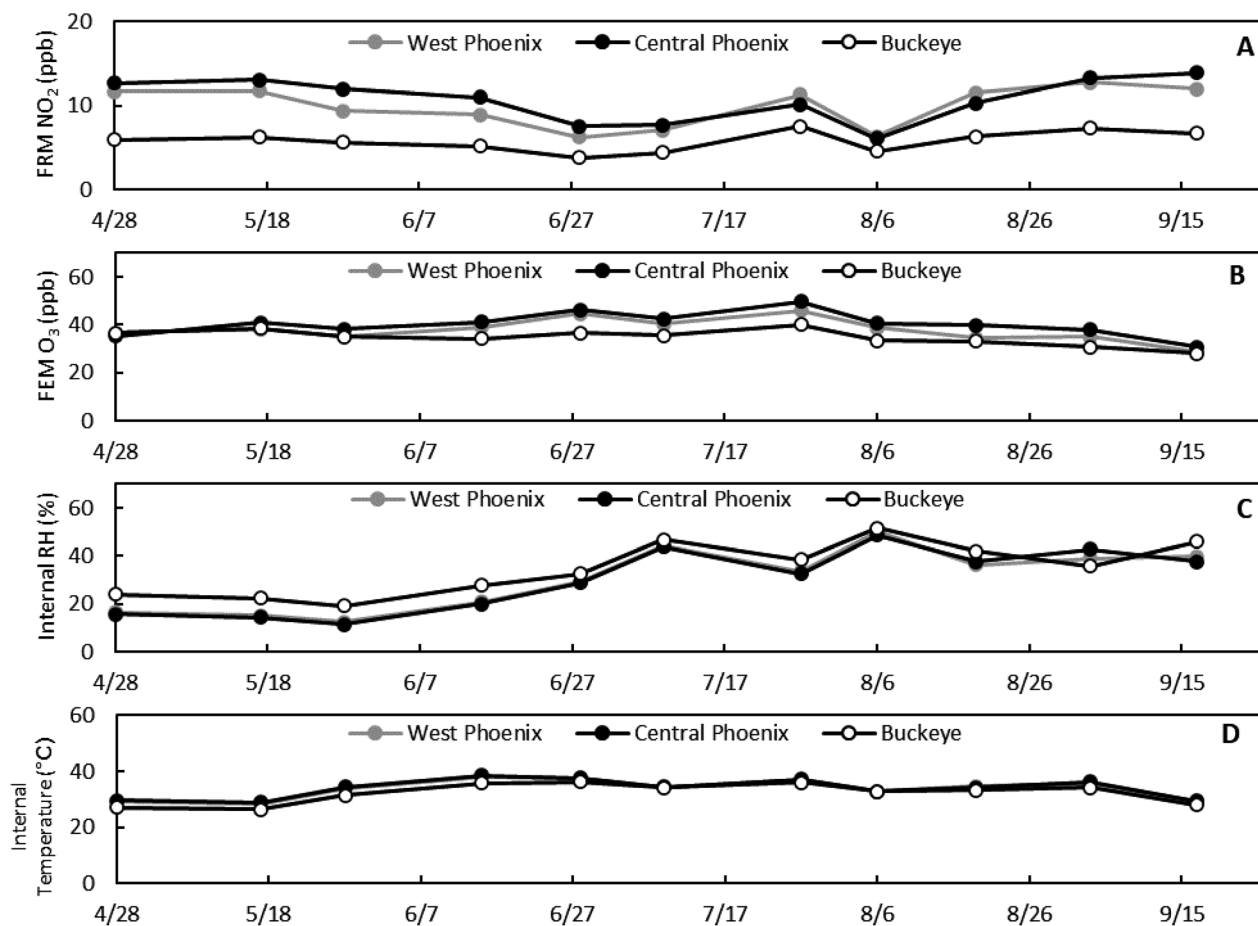 20
West Phoenix Central Phoenix Buckeye A
FRM NO₂ (ppb)
10
0
4/28 5/18 6/7 6/27 7/17 8/6 8/26 9/15
West Phoenix Central Phoenix Buckeye B
FEM O₃ (ppb)
60
40
20
0
4/28 5/18 6/7 6/27 7/17 8/6 8/26 9/15
West Phoenix Central Phoenix Buckeye C
Internal RH (%)
60
40
20
0
4/28 5/18 6/7 6/27 7/17 8/6 8/26 9/15
60
West Phoenix Central Phoenix Buckeye D
Internal
Temperature (°C)
40
20
0
4/28 5/18 6/7 6/27 7/17 8/6 8/26 9/15